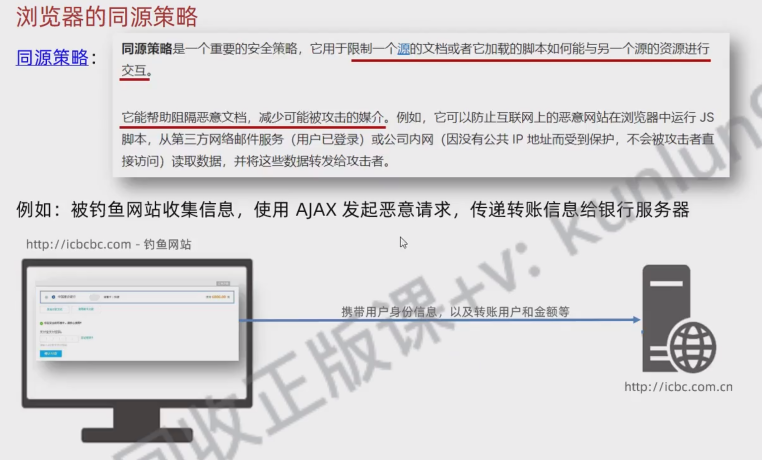 浏览器的同源策略
同源策略：
同源策略是一个重要的安全策略，它用于限制一个源的文档或者它加载的脚本如何能与另一个源的资源进行
交互。
它能帮助阻隔恶意文档，减少可能被攻击的媒介。例如，它可以防止互联网上的恶意网站在浏览器中运行 JS
脚本，从第三方网络邮件服务（用户已登录）或公司内网（因没有公共 IP 地址而受到保护，不会被攻击者直
接访问）读取数据，并将这些数据转发给攻击者。
例如：被钓鱼网站收集信息，使用 AJAX 发起恶意请求，传递转账信息给银行服务器
http://icbcbc.com - 钓鱼网站
携带用户身份信息，以及转账用户和金额等
http://icbc.com.cn
回收正版课+v: kunlung